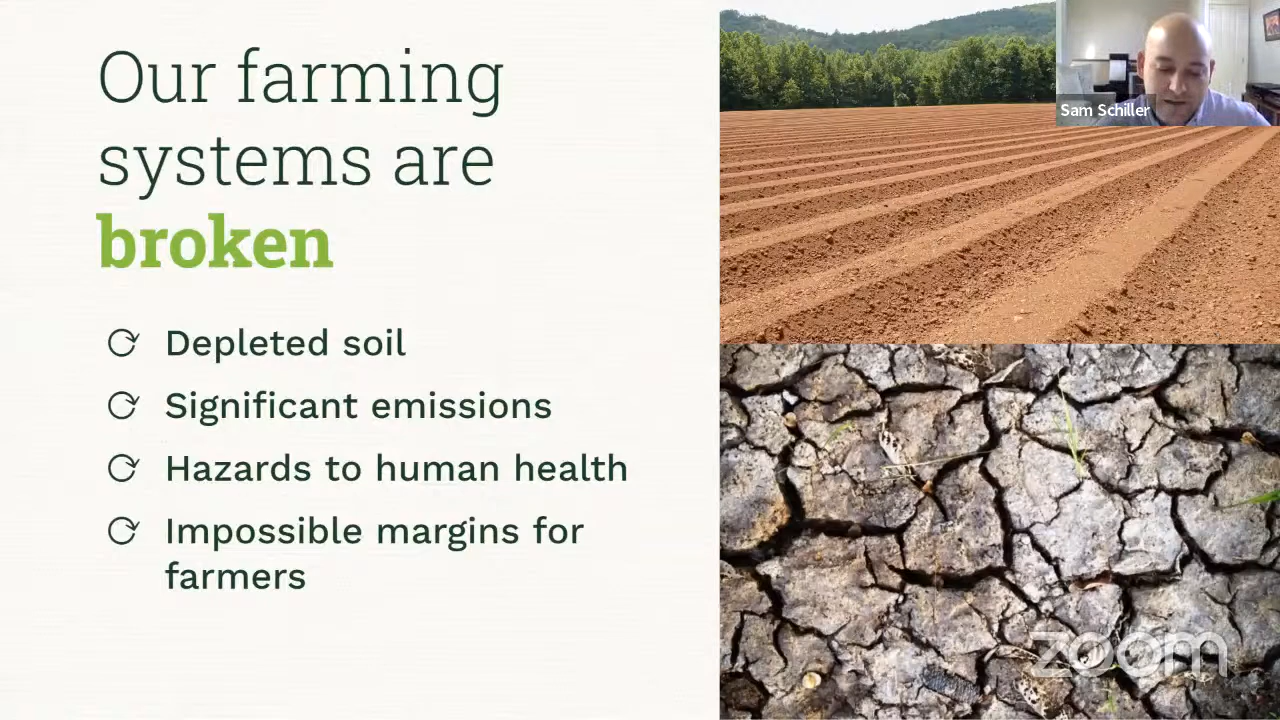 Our farming
systems are
broken
Depleted soil
Significant emissions
Hazards to human health
Impossible margins for
farmers
Sam Schiller
zoom